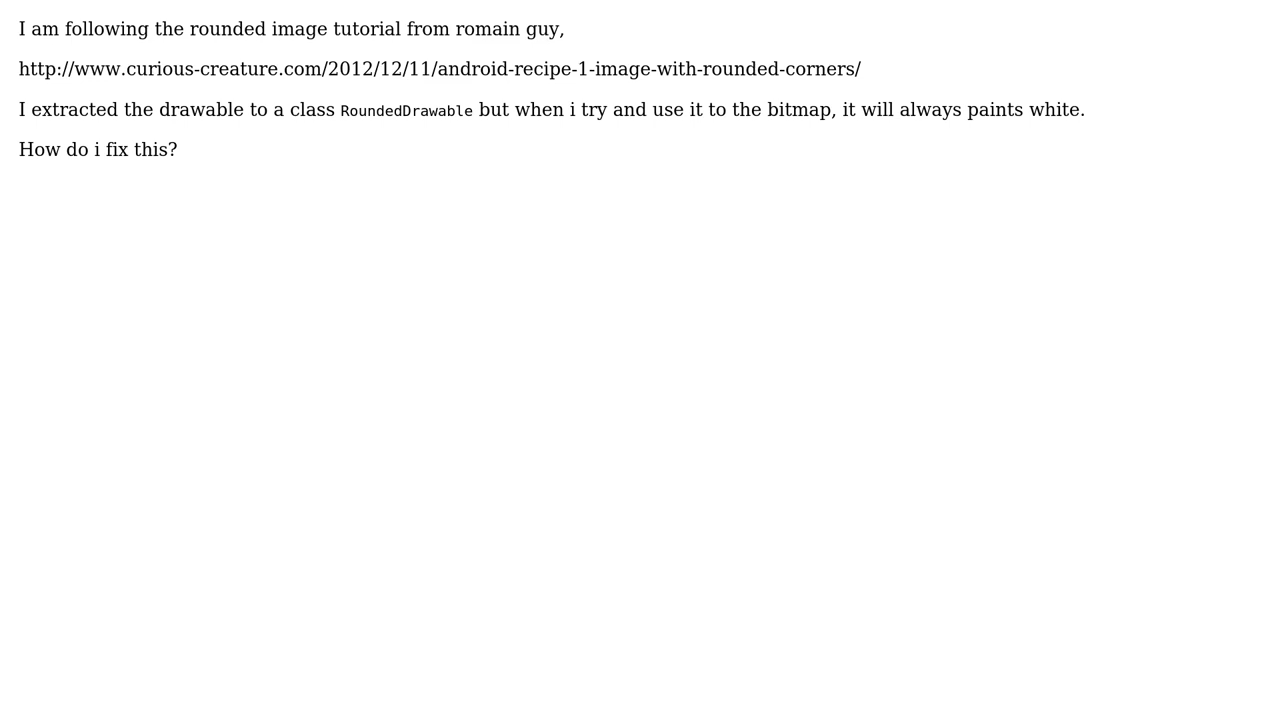 I am following the rounded image tutorial from romain guy,
http://www.curious-creature.com/2012/12/11/android-recipe-1-image-with-rounded-corners/
I extracted the drawable to a class RoundedDrawable but when i try and use it to the bitmap, it will always paints white.
How do i fix this?